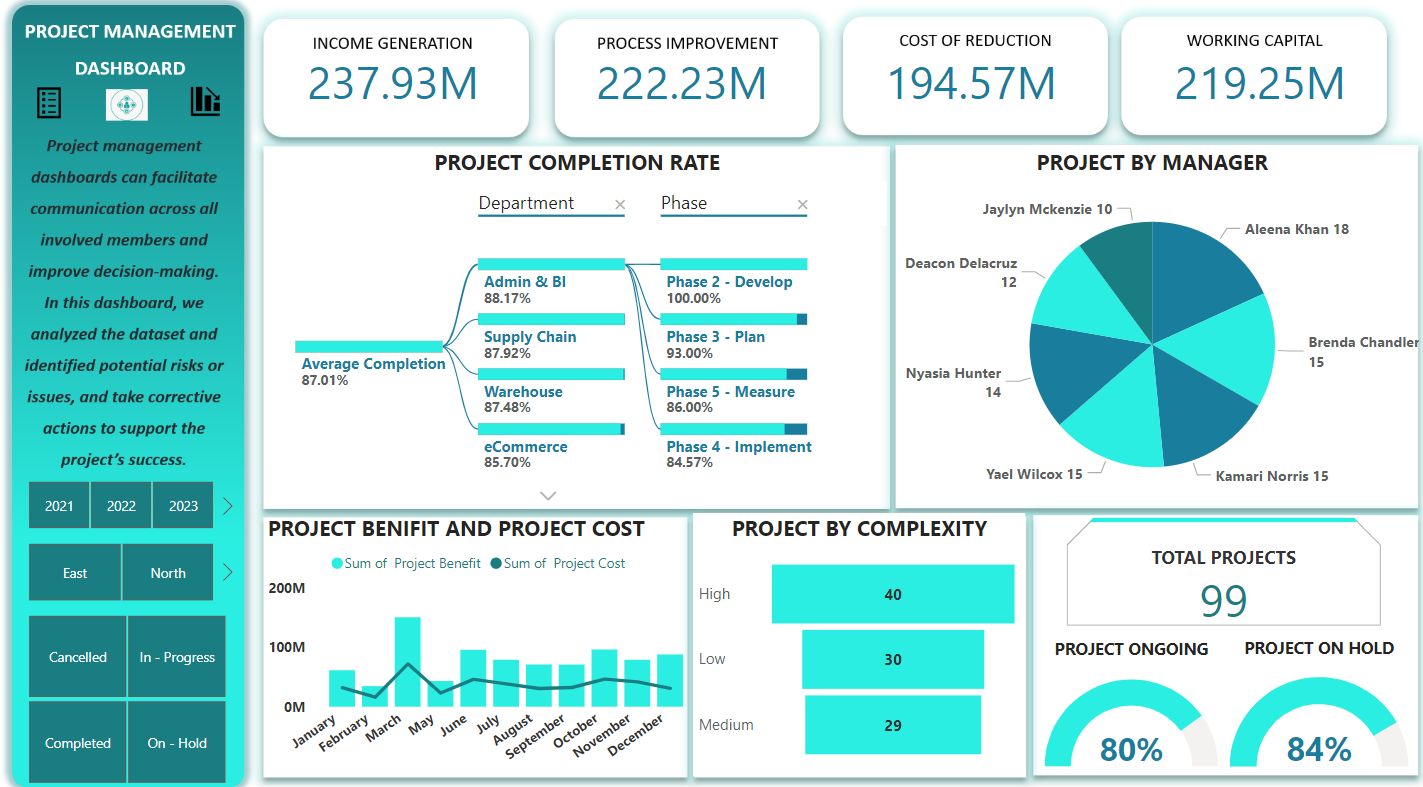 PROJECT MANAGEMENT
DASHBOARD
Project management
dashboards can facilitate
communication across all
involved members and
improve decision-making.
In this dashboard, we
analyzed the dataset and
identified potential risks or
issues, and take corrective
actions to support the
project's success.
2021 2022 2023
East North
Cancelled In - Progress
Completed On - Hold
INCOME GENERATION
237.93M
PROCESS IMPROVEMENT
222.23M
COST OF REDUCTION
194.57M
WORKING CAPITAL
219.25M
PROJECT COMPLETION RATE
Department × Phase ×
Average Completion
87.01%
Admin & BI
88.17%
Supply Chain
87.92%
Warehouse
87.48%
eCommerce
85.70%
Phase 2 - Develop
100.00%
Phase 3 - Plan
93.00%
Phase 5 - Measure
86.00%
Phase 4 - Implement
84.57%
PROJECT BY MANAGER
Jaylyn Mckenzie 10
Aleena Khan 18
Deacon Delacruz
12
Brenda Chandler
15
Nyasia Hunter
14
Yael Wilcox 15
Kamari Norris 15
PROJECT BENIFIT AND PROJECT COST
Sum of Project Benefit Sum of Project Cost
200M
100M
0M
January February March May June July August September October November December
PROJECT BY COMPLEXITY
High 40
Low 30
Medium 29
TOTAL PROJECTS
99
PROJECT ONGOING
80%
PROJECT ON HOLD
84%